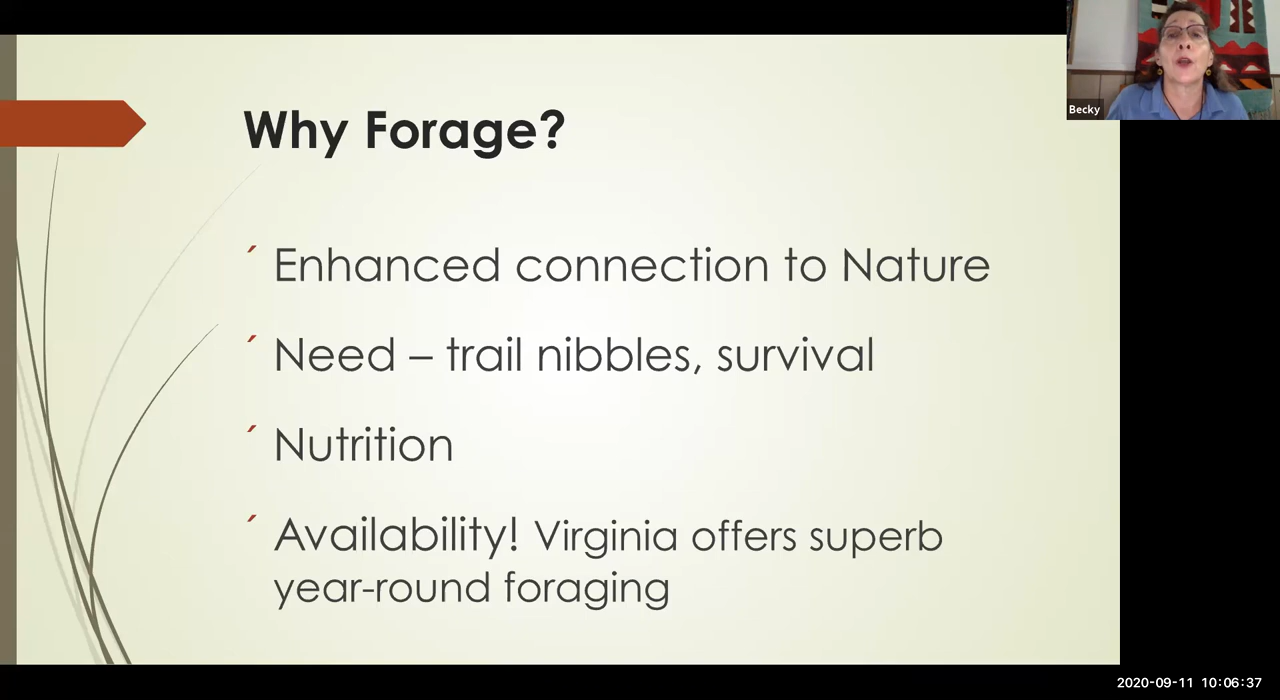 Why Forage?
Enhanced connection to Nature
Need – trail nibbles, survival
Nutrition
Availability! Virginia offers superb
year-round foraging
Becky
2020-09-11 10:06:37